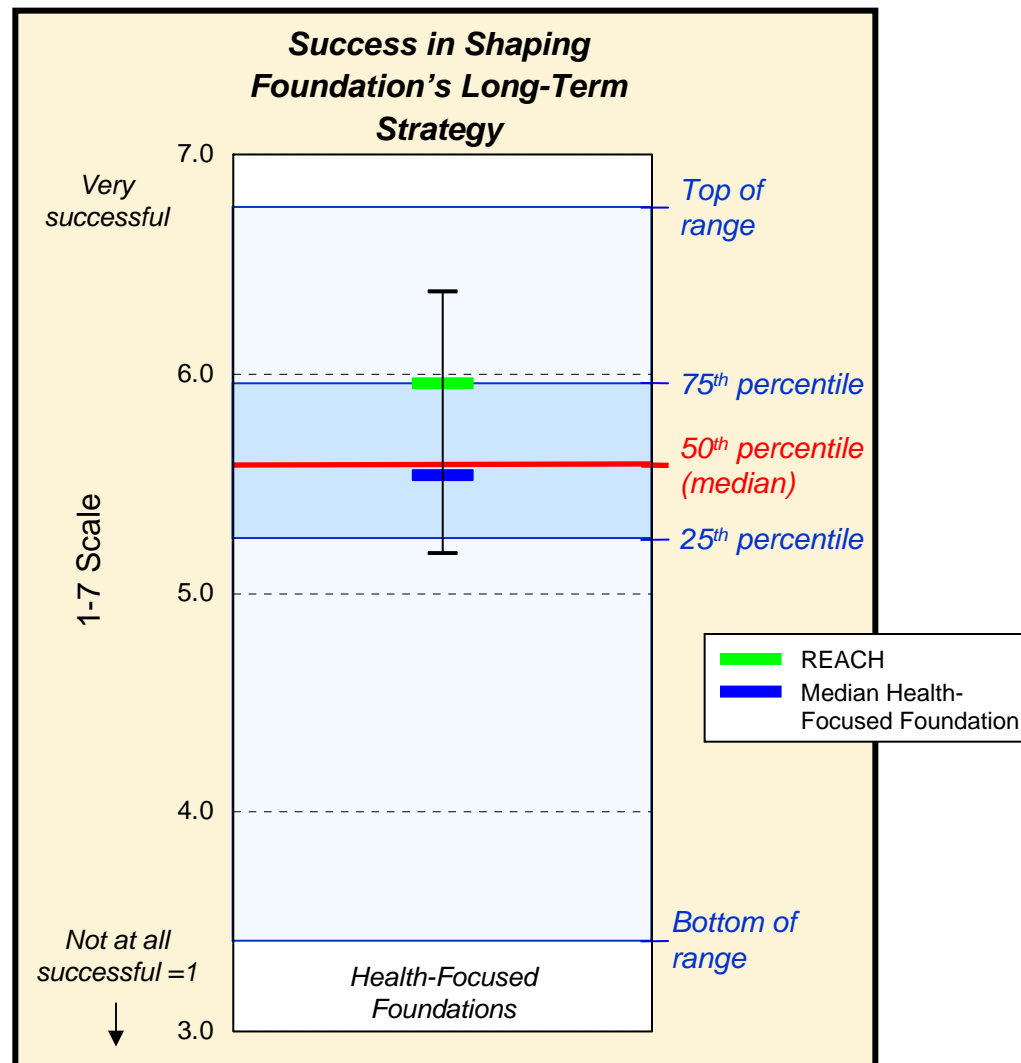 Success in Shaping
Foundation's Long-Term
Strategy
7.0
Very
successful
Top of
range
6.0
75th percentile
50th percentile
(median)
25th percentile
1-7 Scale
5.0
REACH
Median Health-
Focused Foundation
4.0
Bottom of
range
Not at all
successful =1
Health-Focused
Foundations
3.0